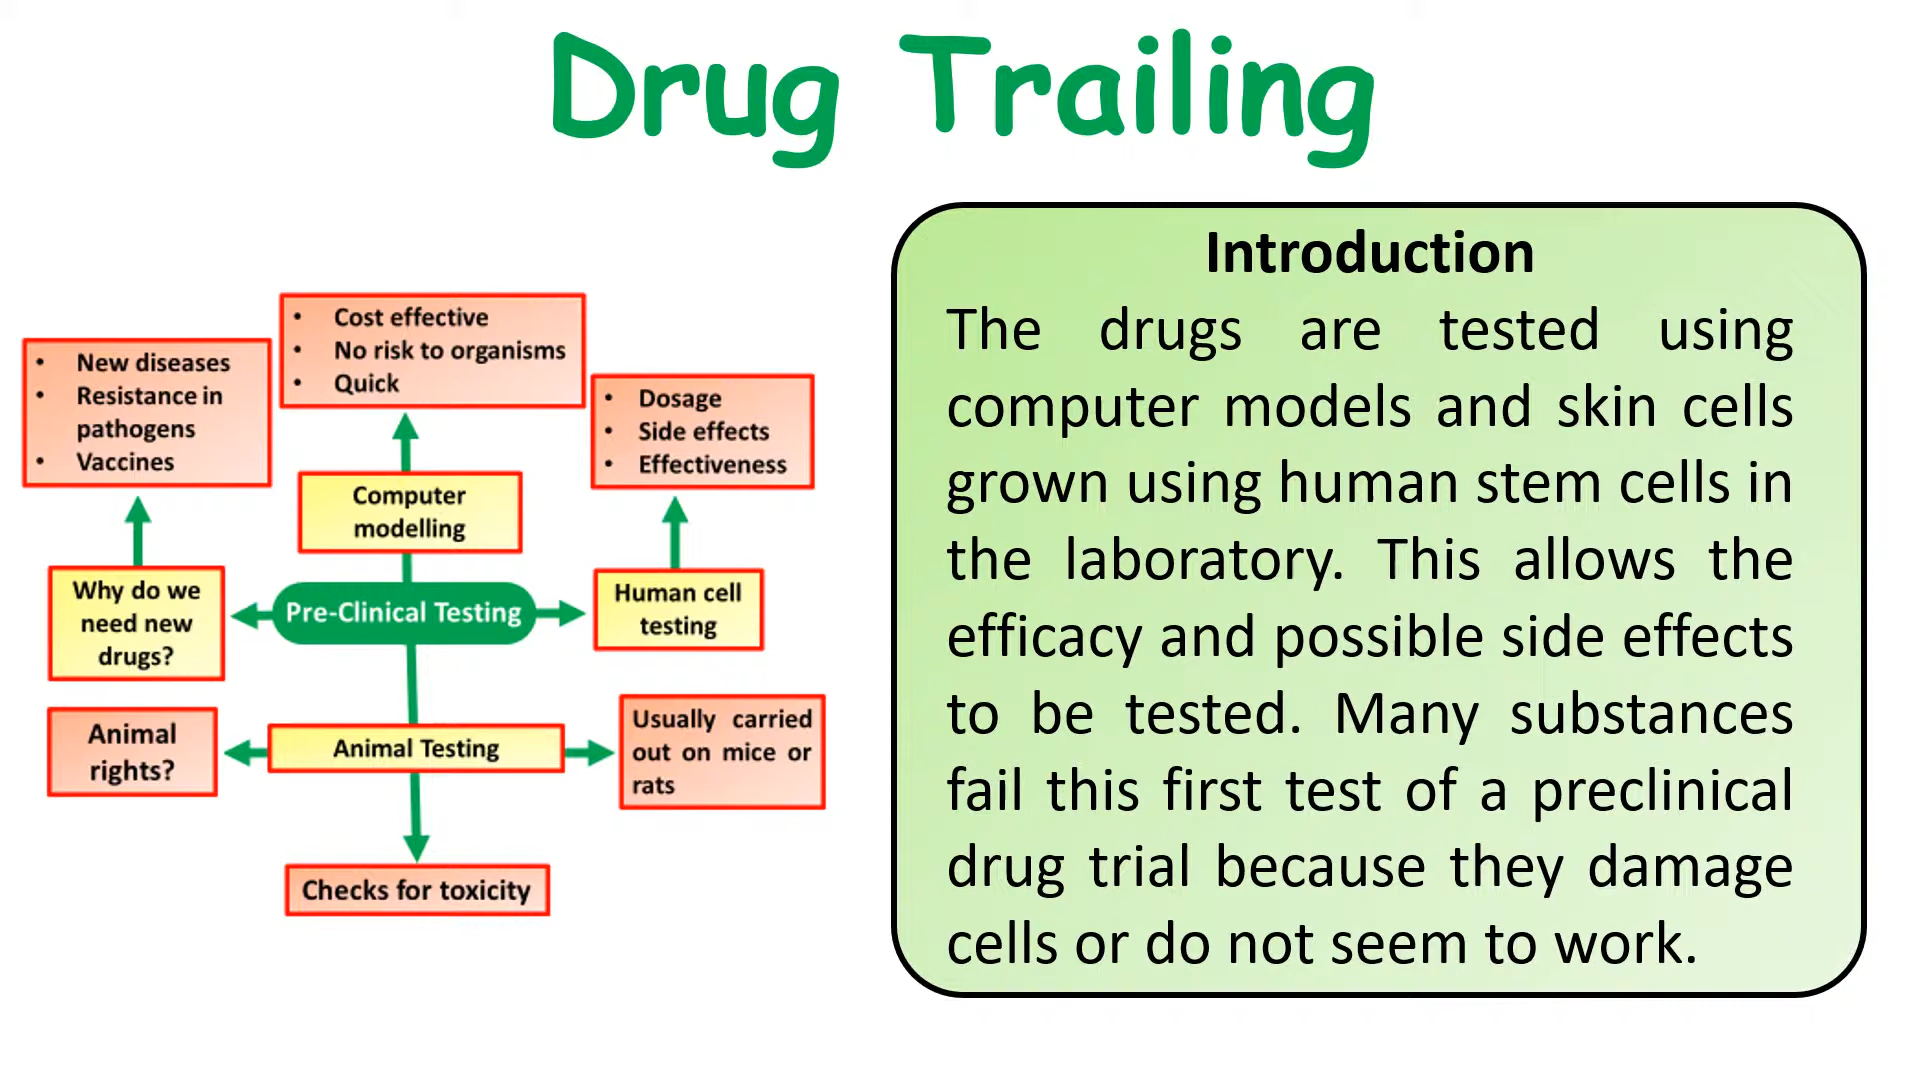 Drug Trailing
• Cost effective
• No risk to organisms
• Quick
• New diseases
• Resistance in
pathogens
• Vaccines
• Dosage
• Side effects
• Effectiveness
Computer
modelling
Why do we
need new
drugs?
Pre-Clinical Testing
Human cell
testing
Animal
rights?
Animal Testing
Usually carried
out on mice or
rats
Checks for toxicity
Introduction
The drugs are tested using
computer models and skin cells
grown using human stem cells in
the laboratory. This allows the
efficacy and possible side effects
to be tested. Many substances
fail this first test of a preclinical
drug trial because they damage
cells or do not seem to work.